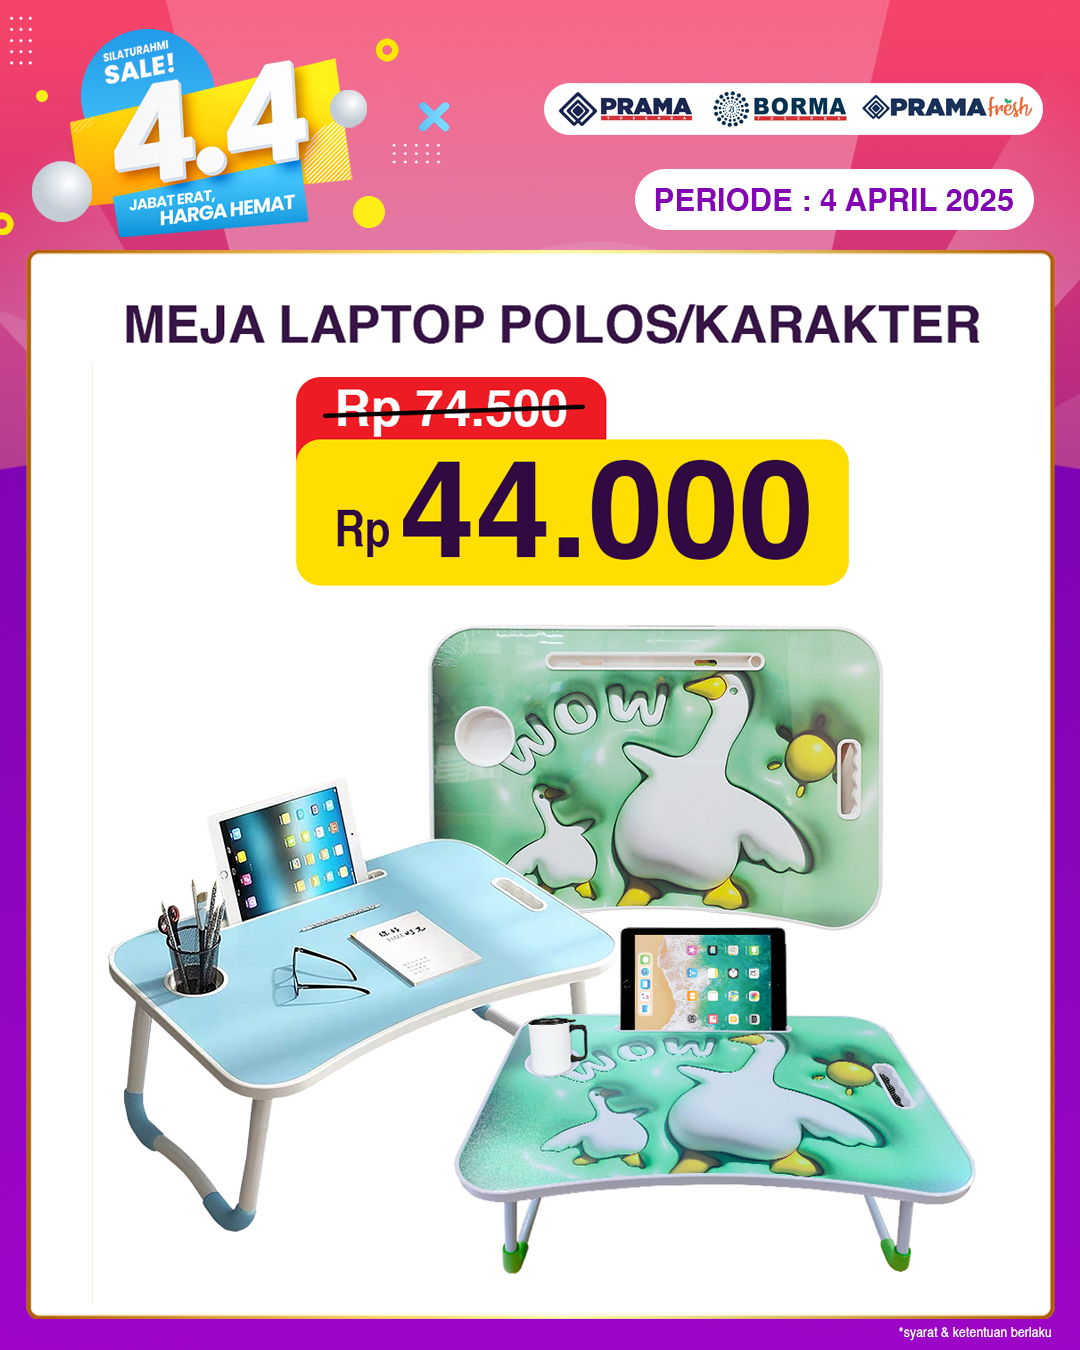 SILATURAHMI
SALE!
4.4
JABAT ERAT,
HARGA HEMAT
PRAMA
BORMA
PRAMA fresh
PERIODE : 4 APRIL 2025
MEJA LAPTOP POLOS/KARAKTER
Rp 74.500
Rp 44.000
WOW
WOW
*syarat & ketentuan berlaku